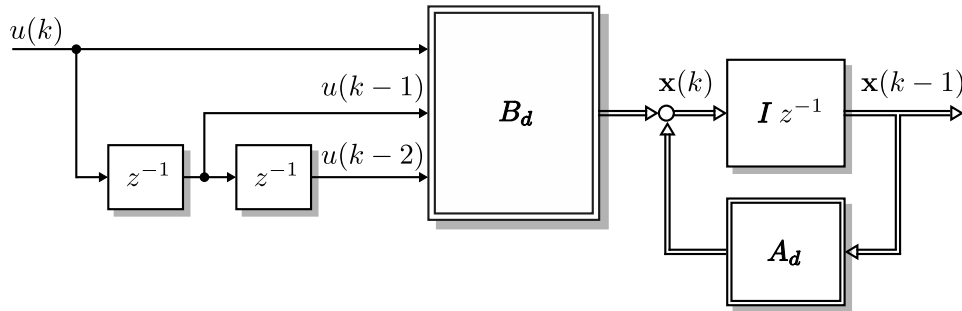 u(k)
u(k − 1)
u(k − 2)
z⁻¹
z⁻¹
B_d
x(k)
I z⁻¹
x(k − 1)
A_d